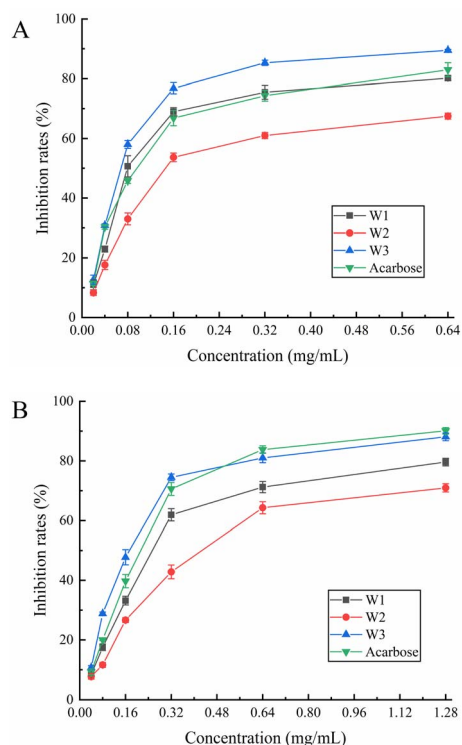 A
Inhibition rates (%)
100
80
60
40
20
0
W1
W2
W3
Acarbose
0.00 0.08 0.16 0.24 0.32 0.40 0.48 0.56 0.64
Concentration (mg/mL)
B
Inhibition rates (%)
100
80
60
40
20
0
W1
W2
W3
Acarbose
0.00 0.16 0.32 0.48 0.64 0.80 0.96 1.12 1.28
Concentration (mg/mL)